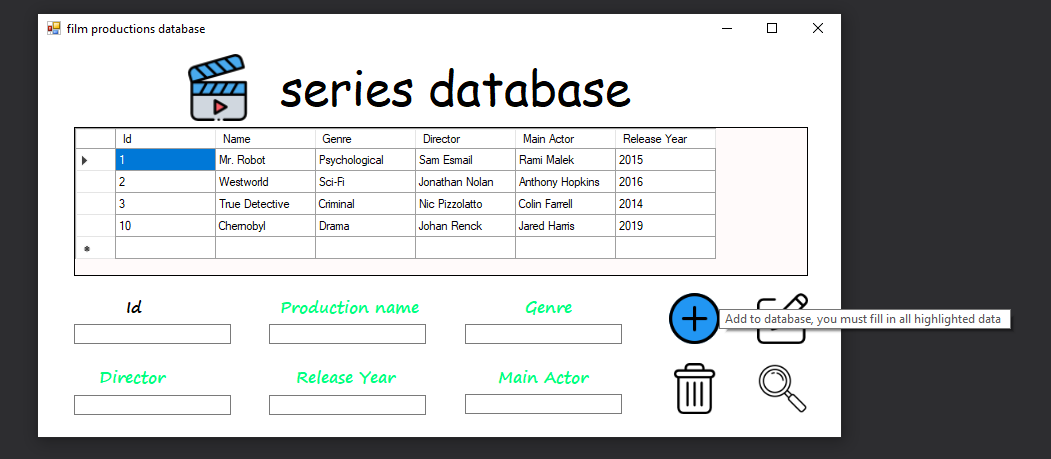 film productions database
series database
Id Name Genre Director Main Actor Release Year
1 Mr. Robot Psychological Sam Esmail Rami Malek 2015
2 Westworld Sci-Fi Jonathan Nolan Anthony Hopkins 2016
3 True Detective Criminal Nic Pizzolatto Colin Farrell 2014
10 Chernobyl Drama Johan Renck Jared Harris 2019
Id Production name Genre
Add to database, you must fill in all highlighted data
Director Release Year Main Actor